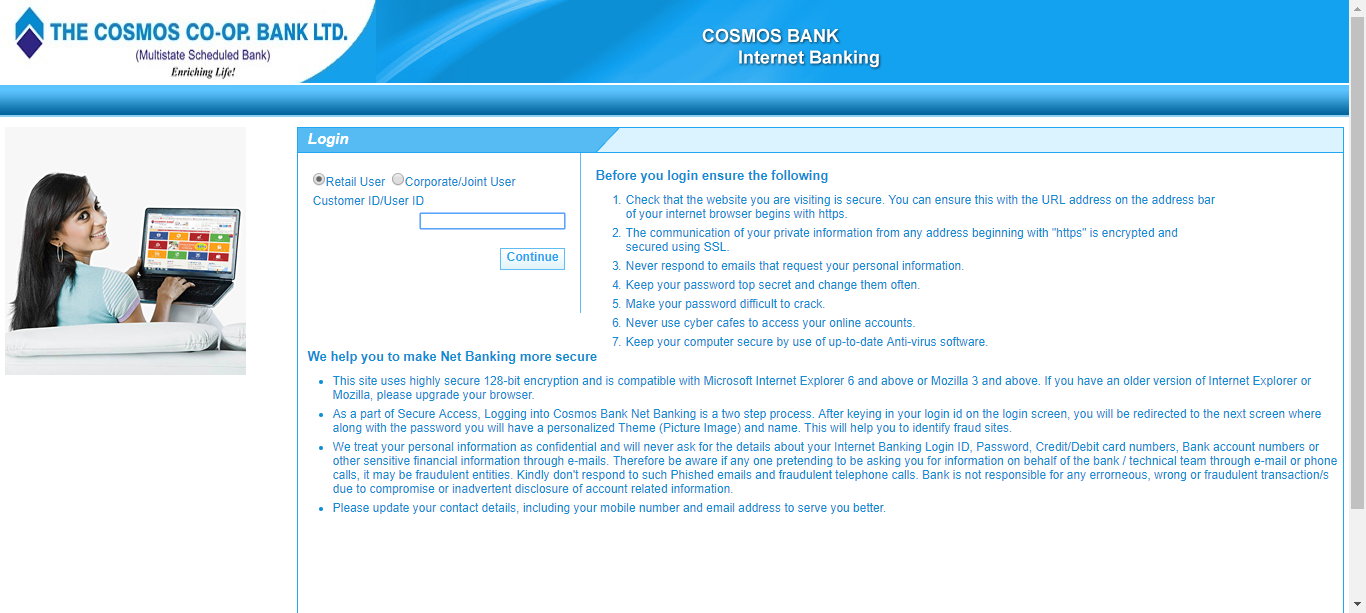 THE COSMOS CO-OP. BANK LTD.
(Multistate Scheduled Bank)
Enriching Life!
COSMOS BANK
Internet Banking
Login
Retail User Corporate/Joint User
Customer ID/User ID
Continue
Before you login ensure the following
1. Check that the website you are visiting is secure. You can ensure this with the URL address on the address bar
of your internet browser begins with https.
2. The communication of your private information from any address beginning with "https" is encrypted and
secured using SSL.
3. Never respond to emails that request your personal information.
4. Keep your password top secret and change them often.
5. Make your password difficult to crack.
6. Never use cyber cafes to access your online accounts.
7. Keep your computer secure by use of up-to-date Anti-virus software.
We help you to make Net Banking more secure
• This site uses highly secure 128-bit encryption and is compatible with Microsoft Internet Explorer 6 and above or Mozilla 3 and above. If you have an older version of Internet Explorer or
Mozilla, please upgrade your browser.
• As a part of Secure Access, Logging into Cosmos Bank Net Banking is a two step process. After keying in your login id on the login screen, you will be redirected to the next screen where
along with the password you will have a personalized Theme (Picture Image) and name. This will help you to identify fraud sites.
• We treat your personal information as confidential and will never ask for the details about your Internet Banking Login ID, Password, Credit/Debit card numbers, Bank account numbers or
other sensitive financial information through e-mails. Therefore be aware if any one pretending to be asking you for information on behalf of the bank / technical team through e-mail or phone
calls, it may be fraudulent entities. Kindly don't respond to such Phished emails and fraudulent telephone calls. Bank is not responsible for any errorneous, wrong or fraudulent transaction/s
due to compromise or inadvertent disclosure of account related information.
• Please update your contact details, including your mobile number and email address to serve you better.